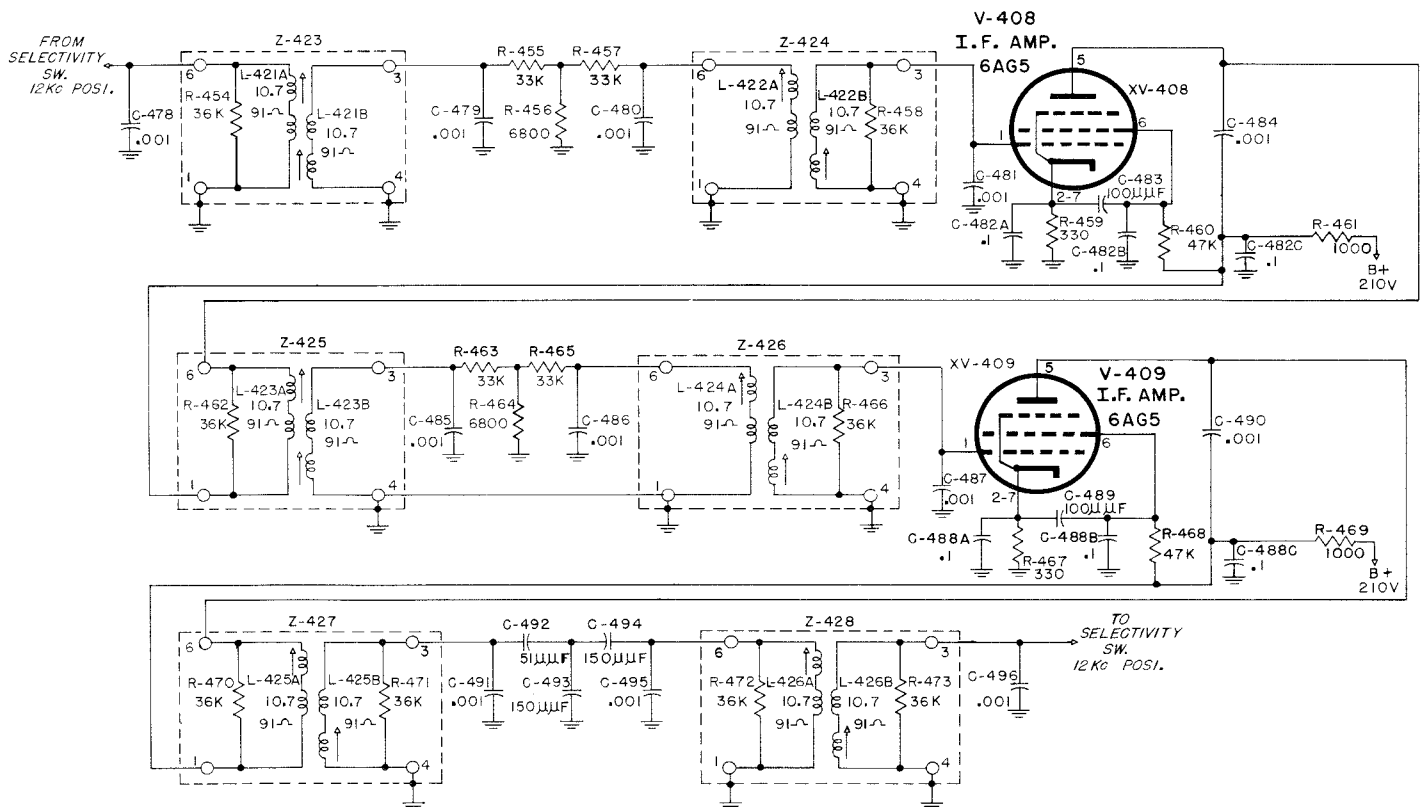 FROM
SELECTIVITY
SW.
12KC POSI.
C-478
.001
Z-423
6
R-454
36K
L-421A
10.7
91Ω
L-421B
10.7
91Ω
3
1
4
C-479
.001
R-455
33K
R-457
33K
R-456
6800
C-480
.001
Z-424
6
L-422A
10.7
91Ω
L-422B
10.7
91Ω
R-458
36K
3
1
4
V-408
I.F. AMP.
6AG5
5
XV-408
1
6
2-7
C-481
.001
C-482A
.1
R-459
330
C-483
100μμF
C-482B
.1
R-460
47K
C-484
.001
C-482C
.1
R-461
1000
B+
210V
Z-425
6
R-462
36K
L-423A
10.7
91Ω
L-423B
10.7
91Ω
3
1
4
C-485
.001
R-463
33K
R-465
33K
R-464
6800
C-486
.001
Z-426
6
L-424A
10.7
91Ω
L-424B
10.7
91Ω
R-466
36K
3
1
4
XV-409
5
V-409
I.F. AMP.
6AG5
1
6
2-7
C-487
.001
C-488A
.1
R-467
330
C-489
100μμF
C-488B
.1
R-468
47K
C-490
.001
C-488C
.1
R-469
1000
B+
210V
Z-427
6
R-470
36K
L-425A
10.7
91Ω
L-425B
10.7
91Ω
R-471
36K
3
1
4
C-491
.001
C-492
51μμF
C-494
150μμF
C-493
150μμF
C-495
.001
Z-428
6
R-472
36K
L-426A
10.7
91Ω
L-426B
10.7
91Ω
R-473
36K
3
1
4
C-496
.001
TO
SELECTIVITY
SW.
12KC POSI.